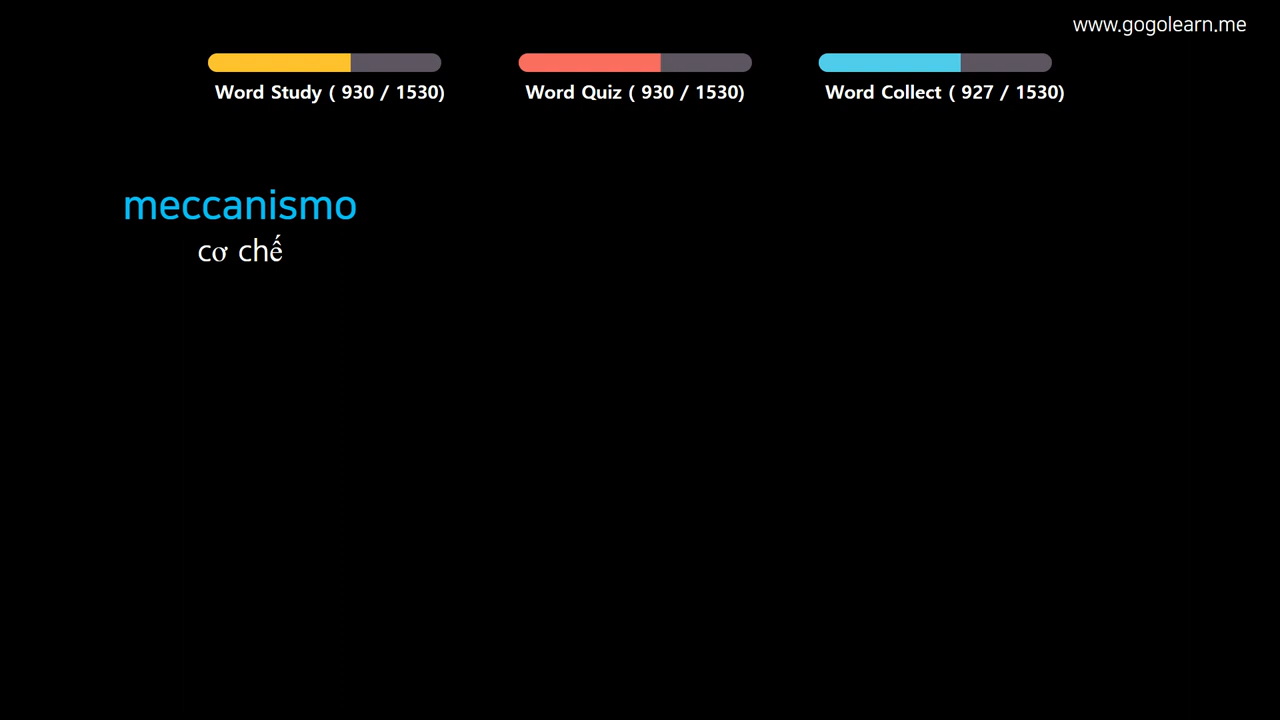 www.gogolearn.me
Word Study ( 930 / 1530)
Word Quiz ( 930 / 1530)
Word Collect ( 927 / 1530)
meccanismo
cơ chế